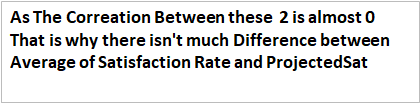 As The Correation Between these 2 is almost 0
That is why there isn't much Difference between
Average of Satisfaction Rate and ProjectedSat